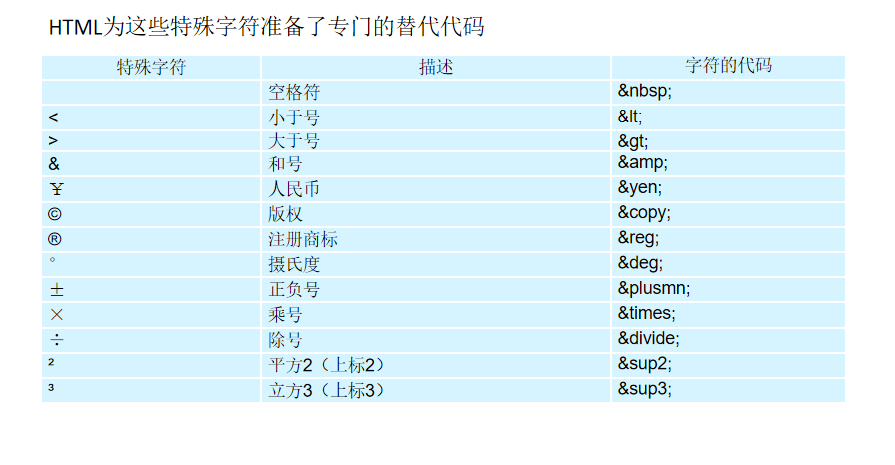 HTML为这些特殊字符准备了专门的替代代码
特殊字符 描述 字符的代码
空格符 &nbsp;
< 小于号 &lt;
> 大于号 &gt;
& 和号 &amp;
¥ 人民币 &yen;
© 版权 &copy;
® 注册商标 &reg;
° 摄氏度 &deg;
± 正负号 &plusmn;
× 乘号 &times;
÷ 除号 &divide;
² 平方2（上标2） &sup2;
³ 立方3（上标3） &sup3;